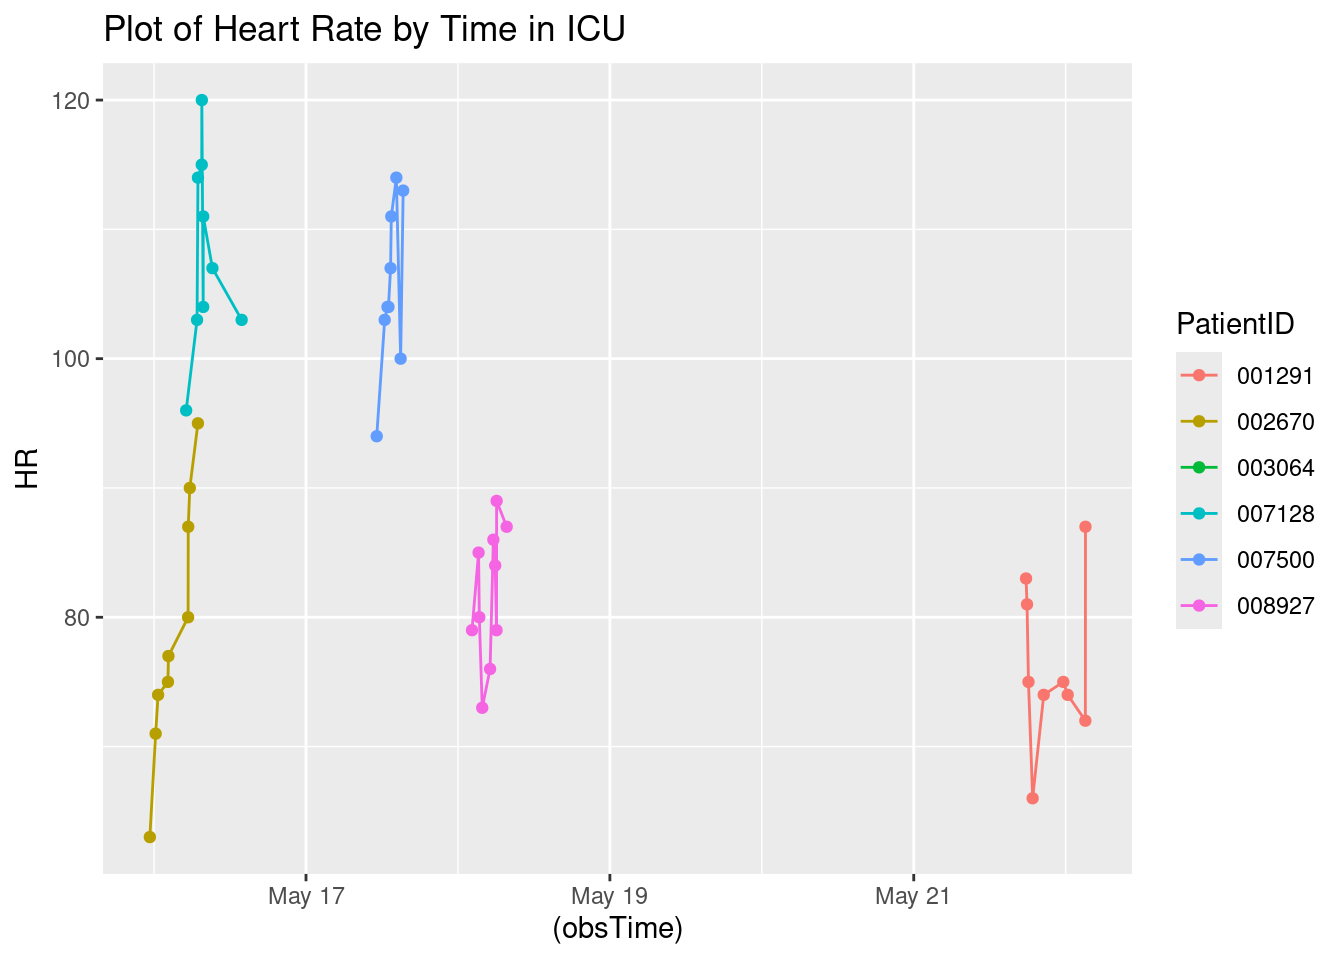 Plot of Heart Rate by Time in ICU
120
100
80
HR
May 17
May 19
May 21
(obsTime)
PatientID
001291
002670
003064
007128
007500
008927